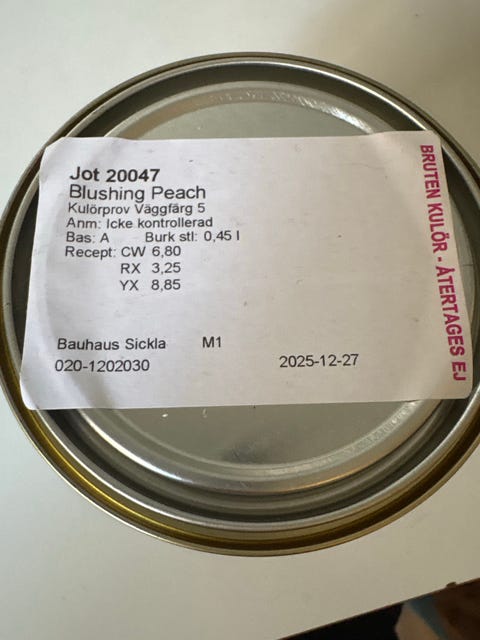 Jot 20047
Blushing Peach
Kulörprov Väggfärg 5
Anm: Icke kontrollerad
Bas: A Burk stl: 0,45 l
Recept: CW 6,80
RX 3,25
YX 8,85
Bauhaus Sickla M1
020-1202030 2025-12-27
BRUTEN KULÖR - ÅTERTAGES EJ